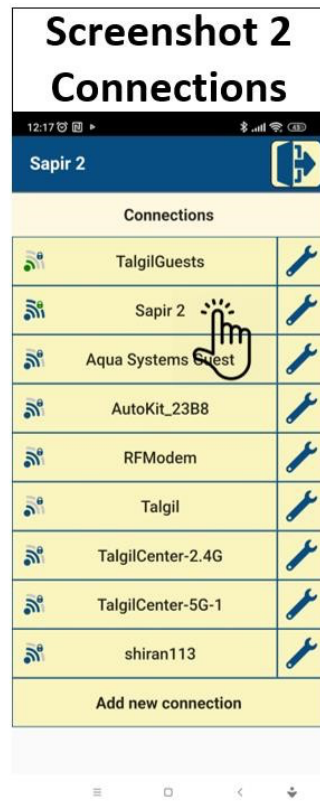 Screenshot 2
Connections
12:17
Sapir 2
Connections
TalgilGuests
Sapir 2
Aqua Systems Guest
AutoKit_23B8
RFModem
Talgil
TalgilCenter-2.4G
TalgilCenter-5G-1
shiran113
Add new connection